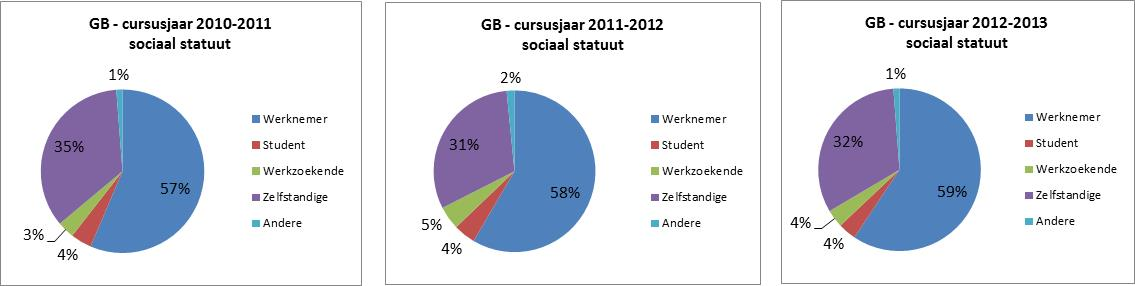 GB - cursusjaar 2010-2011
sociaal statuut
1%
35%
57%
3%
4%
Werknemer
Student
Werkzoekende
Zelfstandige
Andere
GB - cursusjaar 2011-2012
sociaal statuut
2%
31%
58%
5%
4%
Werknemer
Student
Werkzoekende
Zelfstandige
Andere
GB - cursusjaar 2012-2013
sociaal statuut
1%
32%
59%
4%
4%
Werknemer
Student
Werkzoekende
Zelfstandige
Andere